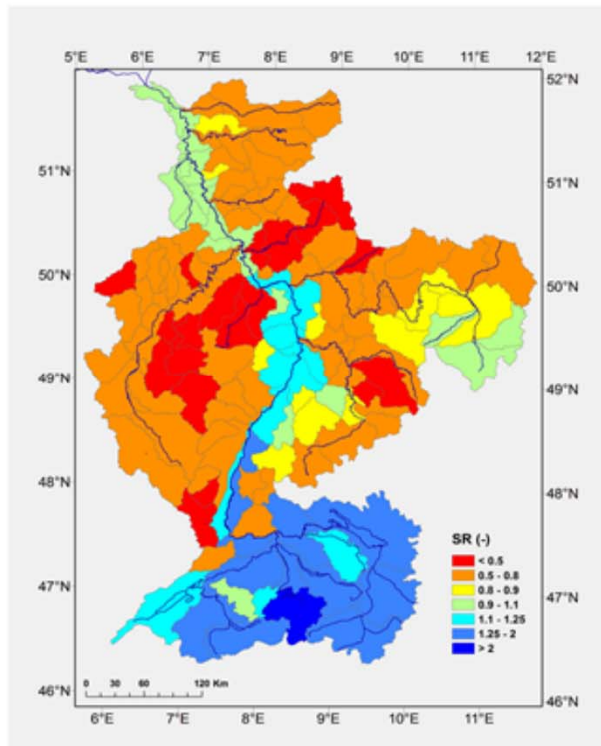 5°E 6°E 7°E 8°E 9°E 10°E 11°E 12°E
52°N
51°N
51°N
50°N
50°N
49°N
49°N
48°N
48°N
47°N
47°N
46°N
46°N
SR (-)
< 0.5
0.5 - 0.8
0.8 - 0.9
0.9 - 1.1
1.1 - 1.25
1.25 - 2
> 2
0 30 60 120 Km
6°E 7°E 8°E 9°E 10°E 11°E